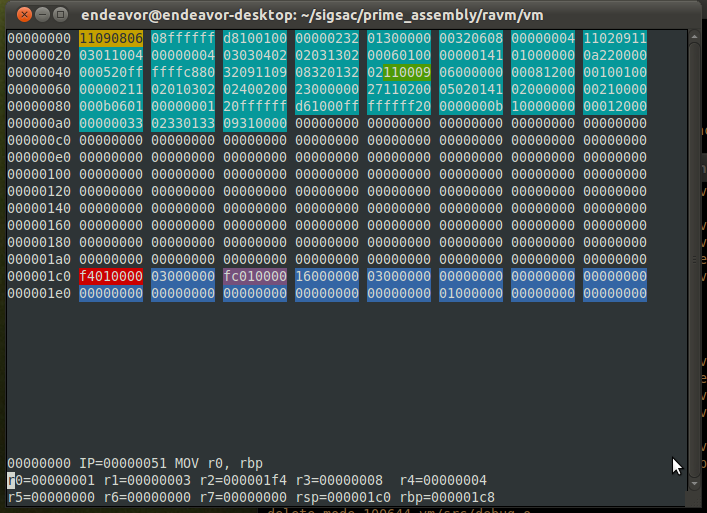 endeavor@endeavor-desktop: ~/sigsac/prime_assembly/ravm/vm
00000000 11090806 08ffffff d8100100 00000232 01300000 00320608 00000004 11020911
00000020 03011004 00000004 03030402 02031302 00060100 00000141 01000000 0a220000
00000040 000520ff ffffc880 32091109 08320132 02110009 06000000 00081200 00100100
00000060 00000211 02010302 02400200 23000000 27110200 05020141 02000000 00210000
00000080 000b0601 00000001 20ffffff d61000ff ffffff20 0000000b 10000000 00012000
000000a0 00000033 02330133 09310000 00000000 00000000 00000000 00000000 00000000
000000c0 00000000 00000000 00000000 00000000 00000000 00000000 00000000 00000000
000000e0 00000000 00000000 00000000 00000000 00000000 00000000 00000000 00000000
00000100 00000000 00000000 00000000 00000000 00000000 00000000 00000000 00000000
00000120 00000000 00000000 00000000 00000000 00000000 00000000 00000000 00000000
00000140 00000000 00000000 00000000 00000000 00000000 00000000 00000000 00000000
00000160 00000000 00000000 00000000 00000000 00000000 00000000 00000000 00000000
00000180 00000000 00000000 00000000 00000000 00000000 00000000 00000000 00000000
000001a0 00000000 00000000 00000000 00000000 00000000 00000000 00000000 00000000
000001c0 f4010000 03000000 fc010000 16000000 03000000 00000000 00000000 00000000
000001e0 00000000 00000000 00000000 00000000 00000000 01000000 00000000 00000000
00000000 IP=00000051 MOV r0, rbp
r0=00000001 r1=00000003 r2=000001f4 r3=00000008 r4=00000004
r5=00000000 r6=00000000 r7=00000000 rsp=000001c0 rbp=000001c8